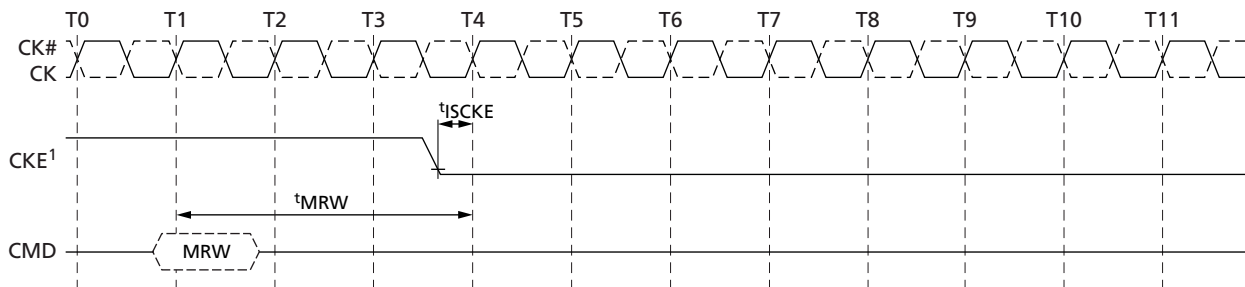 T0 T1 T2 T3 T4 T5 T6 T7 T8 T9 T10 T11
CK#
CK
tISCKE
CKE1
tMRW
CMD MRW